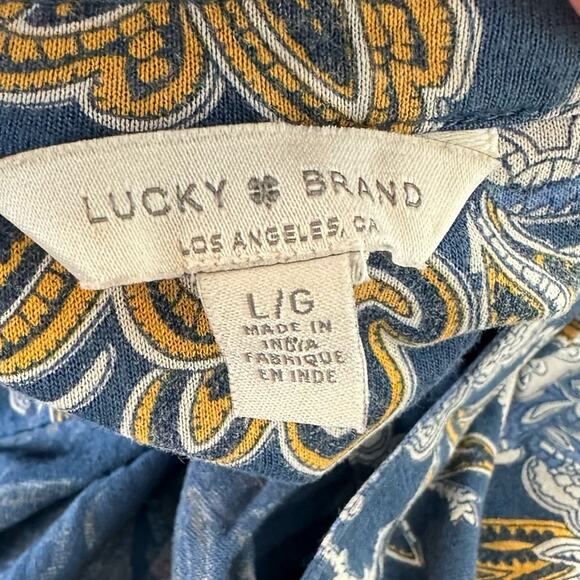 LUCKY BRAND
LOS ANGELES, CA
L/G
MADE IN
INDIA
FABRIQUE
EN INDE